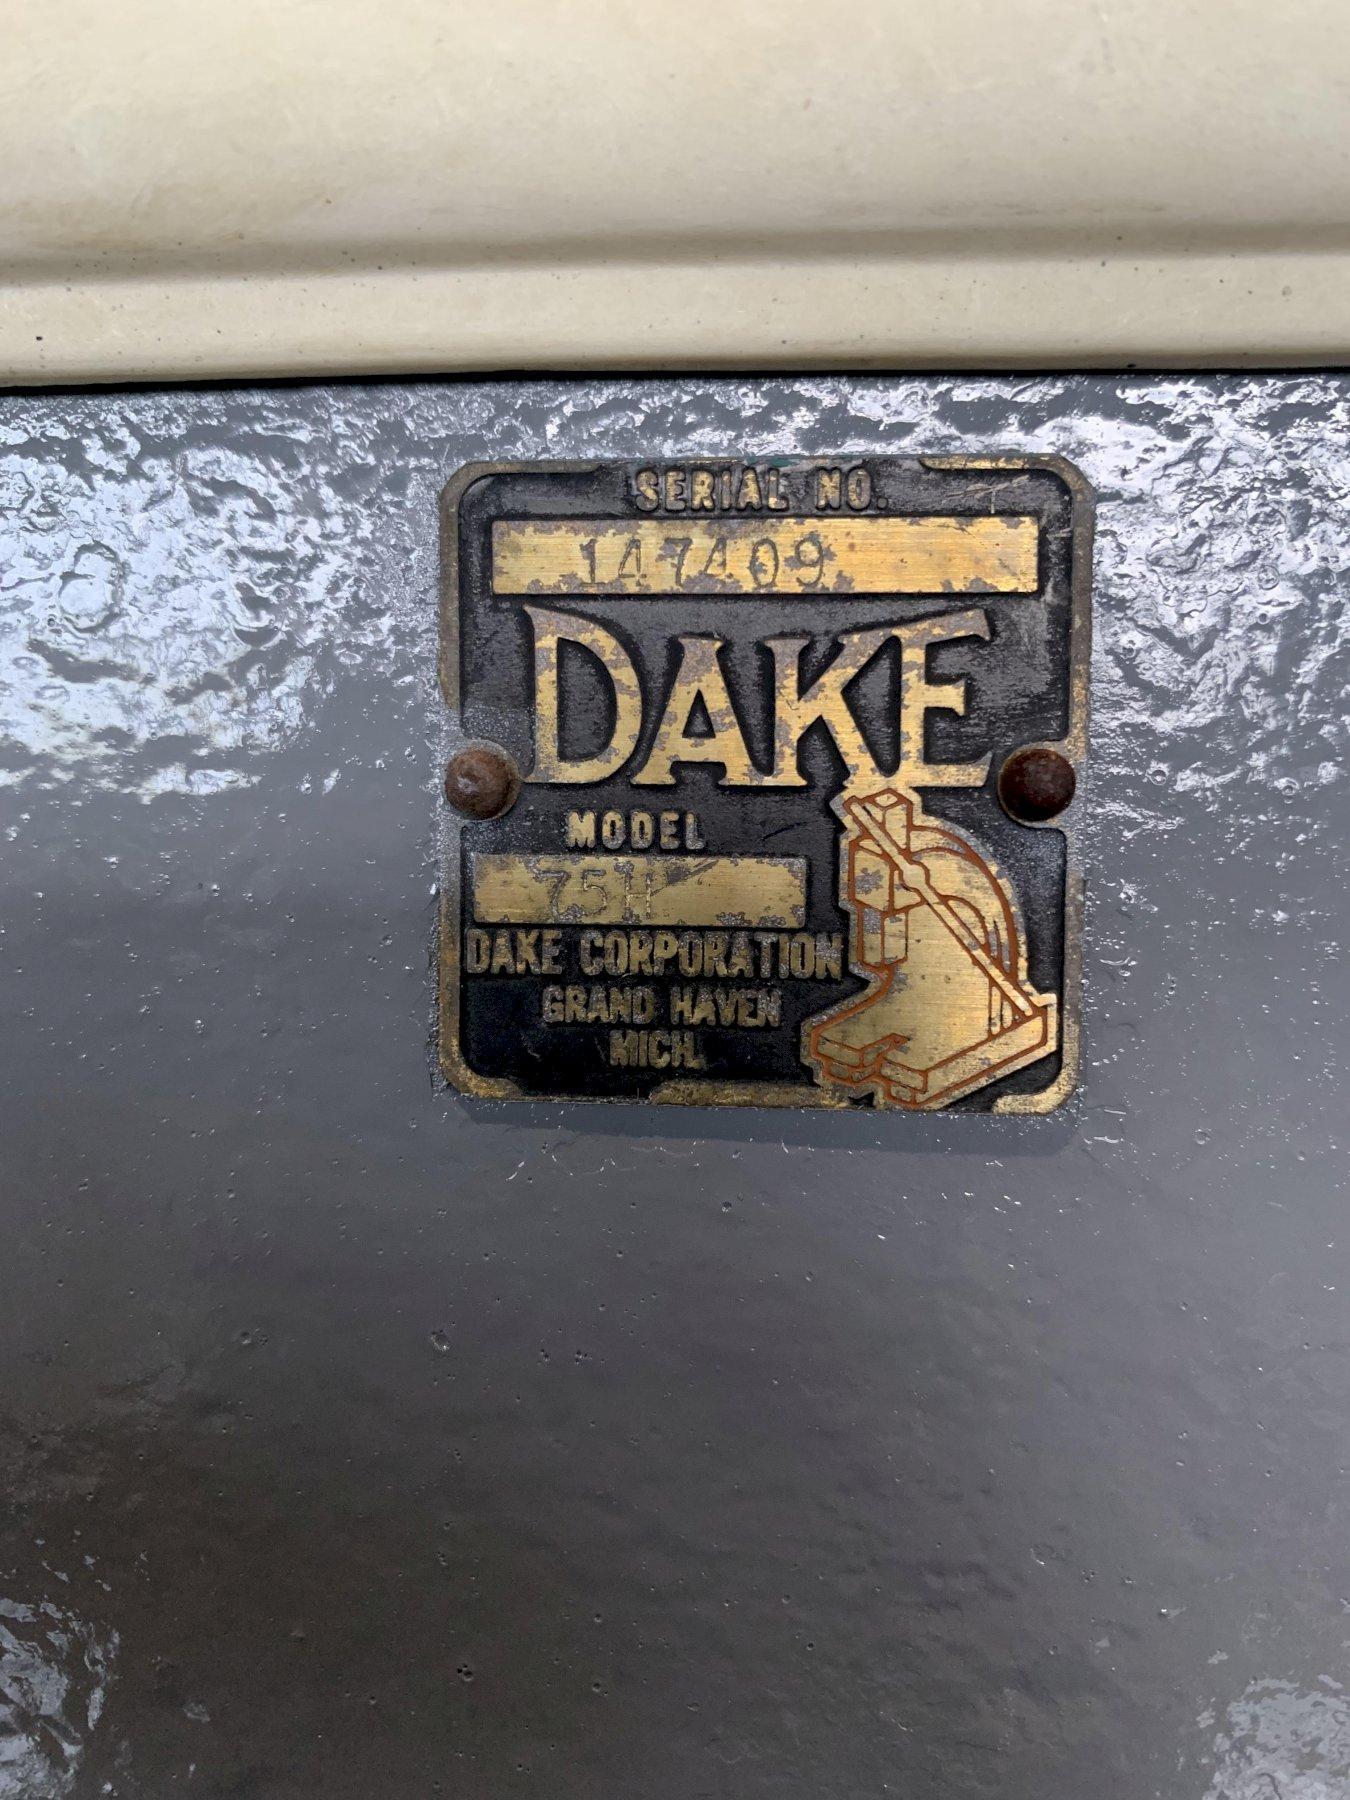 SERIAL NO.
147409
DAKE
MODEL
75H
DAKE CORPORATION
GRAND HAVEN
MICH.